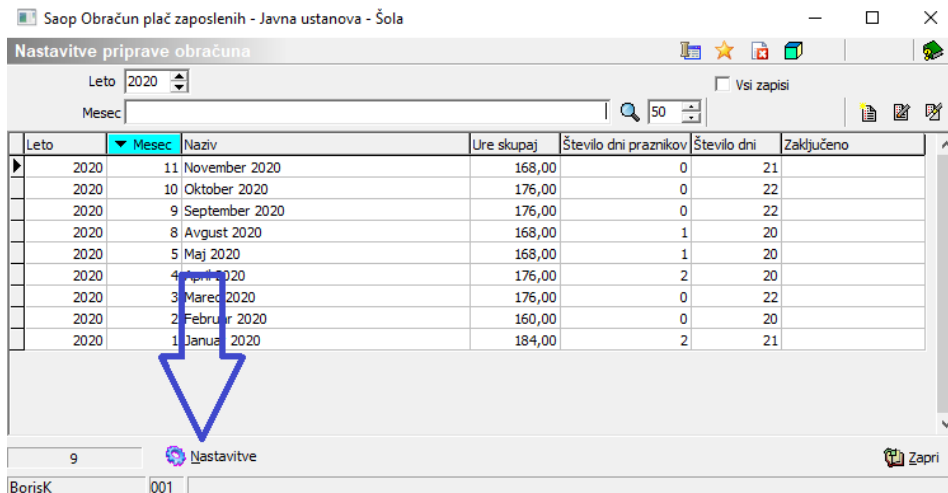 Saop Obračun plač zaposlenih - Javna ustanova - Šola
Nastavitve priprave obračuna
Leto 2020 Vsi zapisi
Mesec 50
Leto Mesec Naziv Ure skupaj Število dni praznikov Število dni Zaključeno
2020 11 November 2020 168,00 0 21
2020 10 Oktober 2020 176,00 0 22
2020 9 September 2020 176,00 0 22
2020 8 Avgust 2020 168,00 1 20
2020 5 Maj 2020 168,00 1 20
2020 4 April 2020 176,00 2 20
2020 3 Marec 2020 176,00 0 22
2020 2 Februar 2020 160,00 0 20
2020 1 Januar 2020 184,00 2 21
9 Nastavitve Zapri
BorisK 001